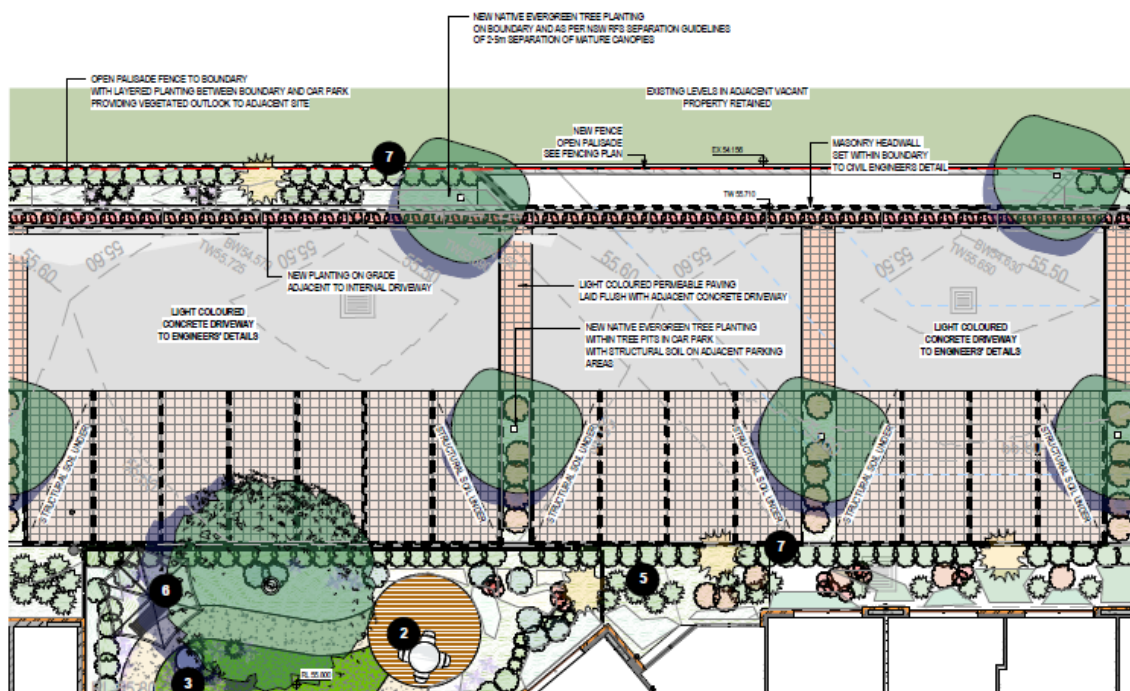 NEW NATIVE EVERGREEN TREE PLANTING
ON BOUNDARY AND AS PER NSW RFS SEPARATION GUIDELINES
OF 2-5m SEPARATION OF MATURE CANOPIES
OPEN PALISADE FENCE TO BOUNDARY
WITH LAYERED PLANTING BETWEEN BOUNDARY AND CAR PARK
PROVIDING VEGETATED OUTLOOK TO ADJACENT SITE
EXISTING LEVELS IN ADJACENT VACANT
PROPERTY RETAINED
NEW FENCE
OPEN PALISADE
SEE FENCING PLAN
EX 54.156
MASONRY HEADWALL
SET WITHIN BOUNDARY
TO CIVIL ENGINEERS DETAIL
7
TW 55.710
55.60
55.60
BW54.57
TW55.725
55.50
55.60
55.60
55.50
BW54.630
TW55.650
55.50
NEW PLANTING ON GRADE
ADJACENT TO INTERNAL DRIVEWAY
LIGHT COLOURED PERMEABLE PAVING
LAID FLUSH WITH ADJACENT CONCRETE DRIVEWAY
LIGHT COLOURED
CONCRETE DRIVEWAY
TO ENGINEERS' DETAILS
NEW NATIVE EVERGREEN TREE PLANTING
WITHIN TREE PITS IN CAR PARK
WITH STRUCTURAL SOIL ON ADJACENT PARKING
AREAS
LIGHT COLOURED
CONCRETE DRIVEWAY
TO ENGINEERS' DETAILS
STRUCTURAL SOIL UNDER
STRUCTURAL SOIL UNDER
STRUCTURAL SOIL UNDER
STRUCTURAL SOIL UNDER
STRUCTURAL SOIL UNDER
STRUCTURAL SOIL UNDER
7
6
5
2
3
RL 55.800